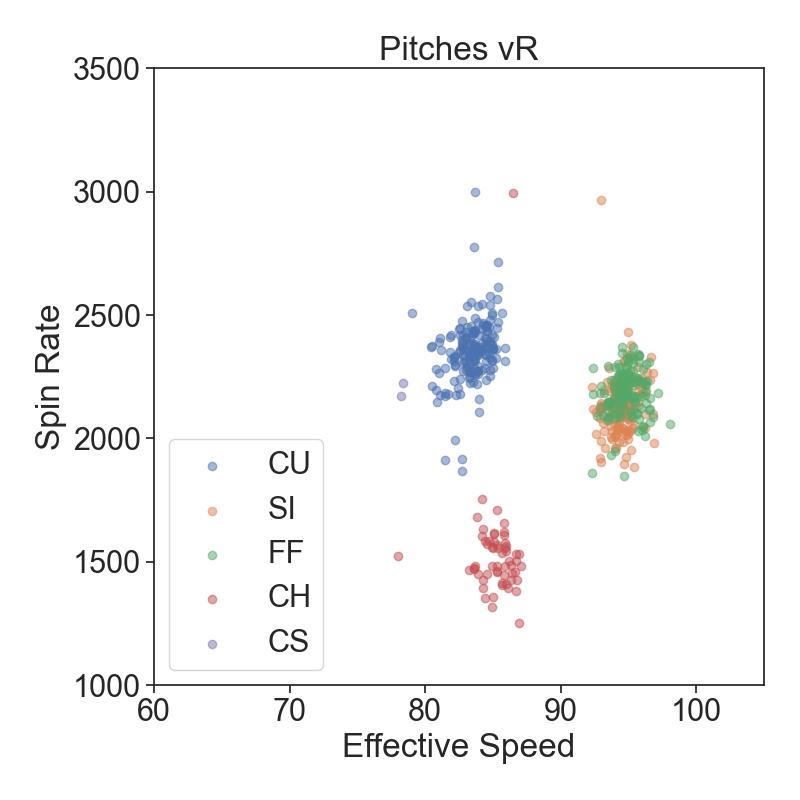 Pitches vR
3500
3000
2500
2000
1500
1000
Spin Rate
CU
SI
FF
CH
CS
60 70 80 90 100
Effective Speed